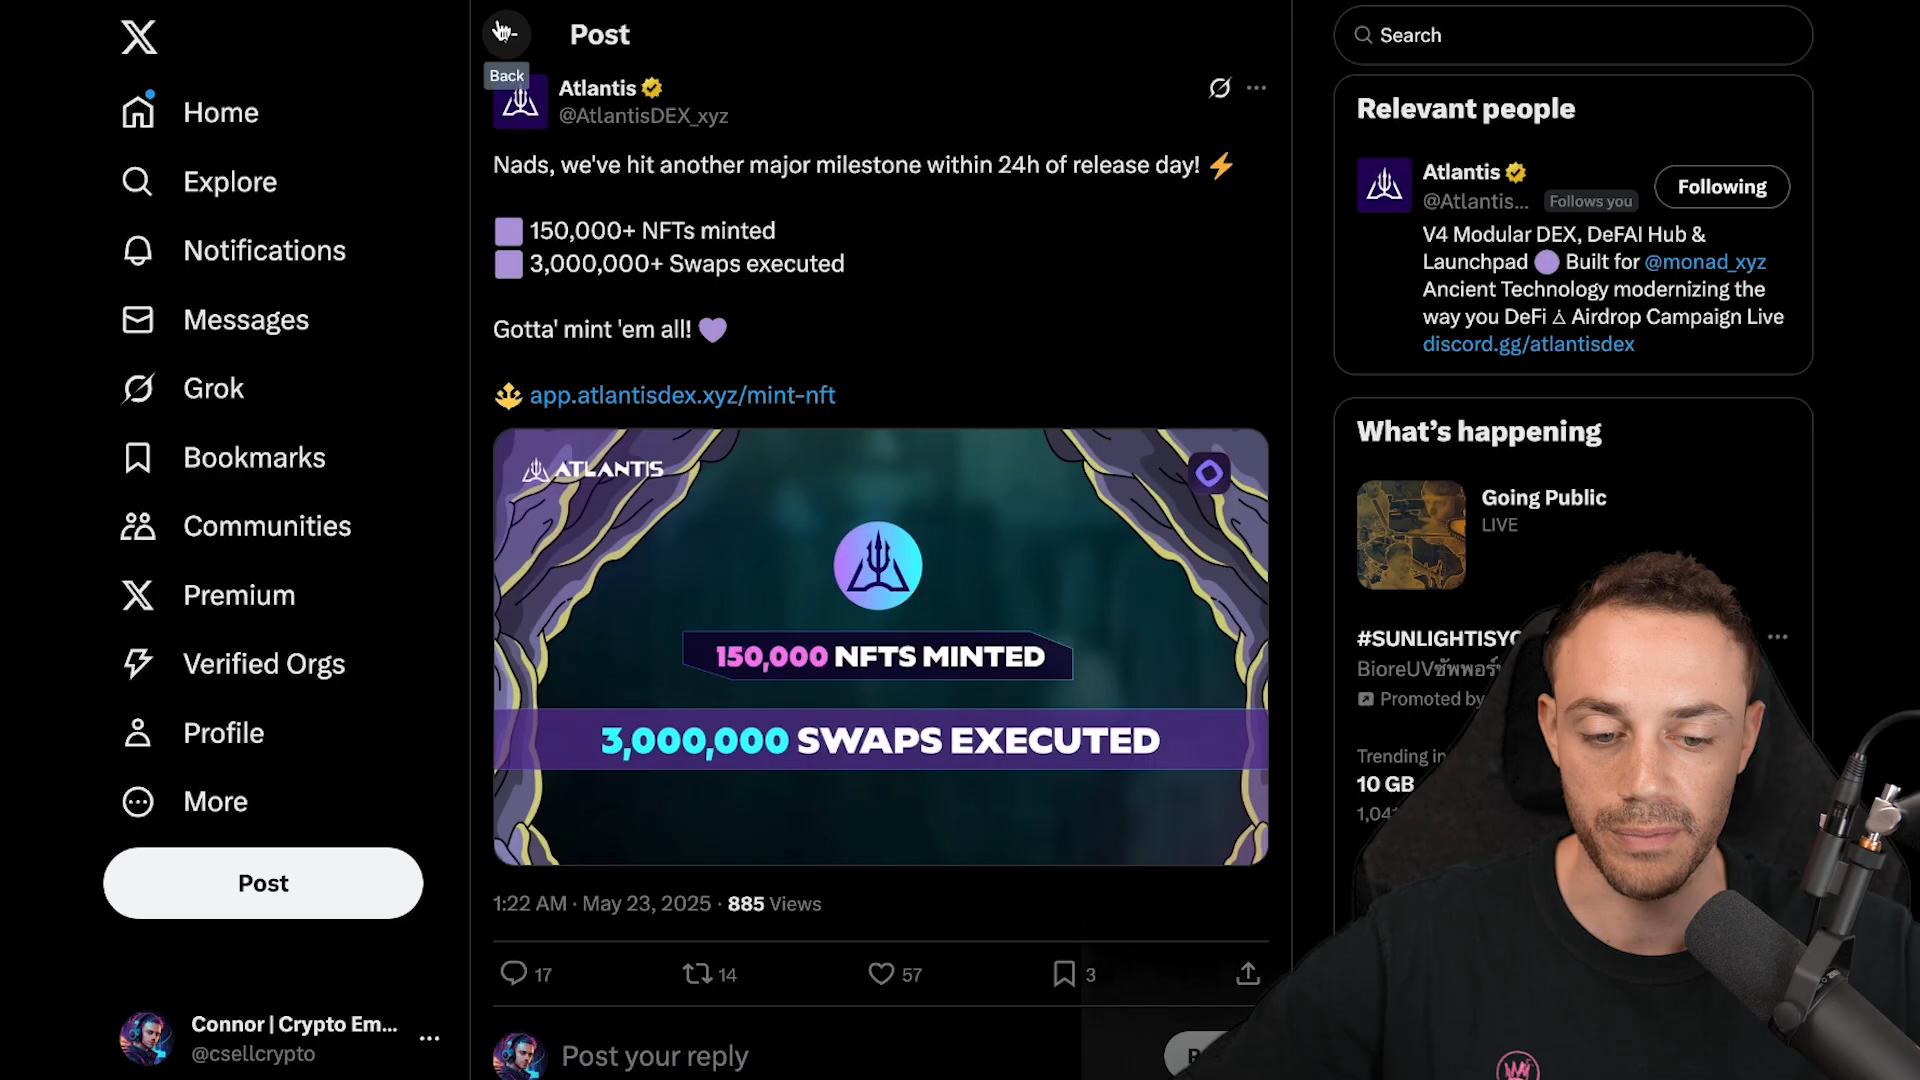 Home
Explore
Notifications
Messages
Grok
Bookmarks
Communities
Premium
Verified Orgs
Profile
More
Post
Connor | Crypto Em...
@csellcrypto
Post
Back
Atlantis
@AtlantisDEX_xyz
Nads, we've hit another major milestone within 24h of release day! ⚡
150,000+ NFTs minted
3,000,000+ Swaps executed
Gotta' mint 'em all! 💜
app.atlantisdex.xyz/mint-nft
ATLANTIS
150,000 NFTS MINTED
3,000,000 SWAPS EXECUTED
1:22 AM · May 23, 2025 · 885 Views
17 14 57 3
Post your reply
Search
Relevant people
Atlantis
@Atlantis... Follows you
Following
V4 Modular DEX, DeFAI Hub &
Launchpad 🟣 Built for @monad_xyz
Ancient Technology modernizing the
way you DeFi Airdrop Campaign Live
discord.gg/atlantisdex
What's happening
Going Public
LIVE
Promoted by
Trending in
10 GB